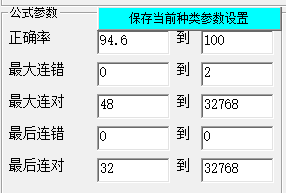 公式参数 保存当前种类参数设置
正确率 94.6 到 100
最大连错 0 到 2
最大连对 48 到 32768
最后连错 0 到 0
最后连对 32 到 32768